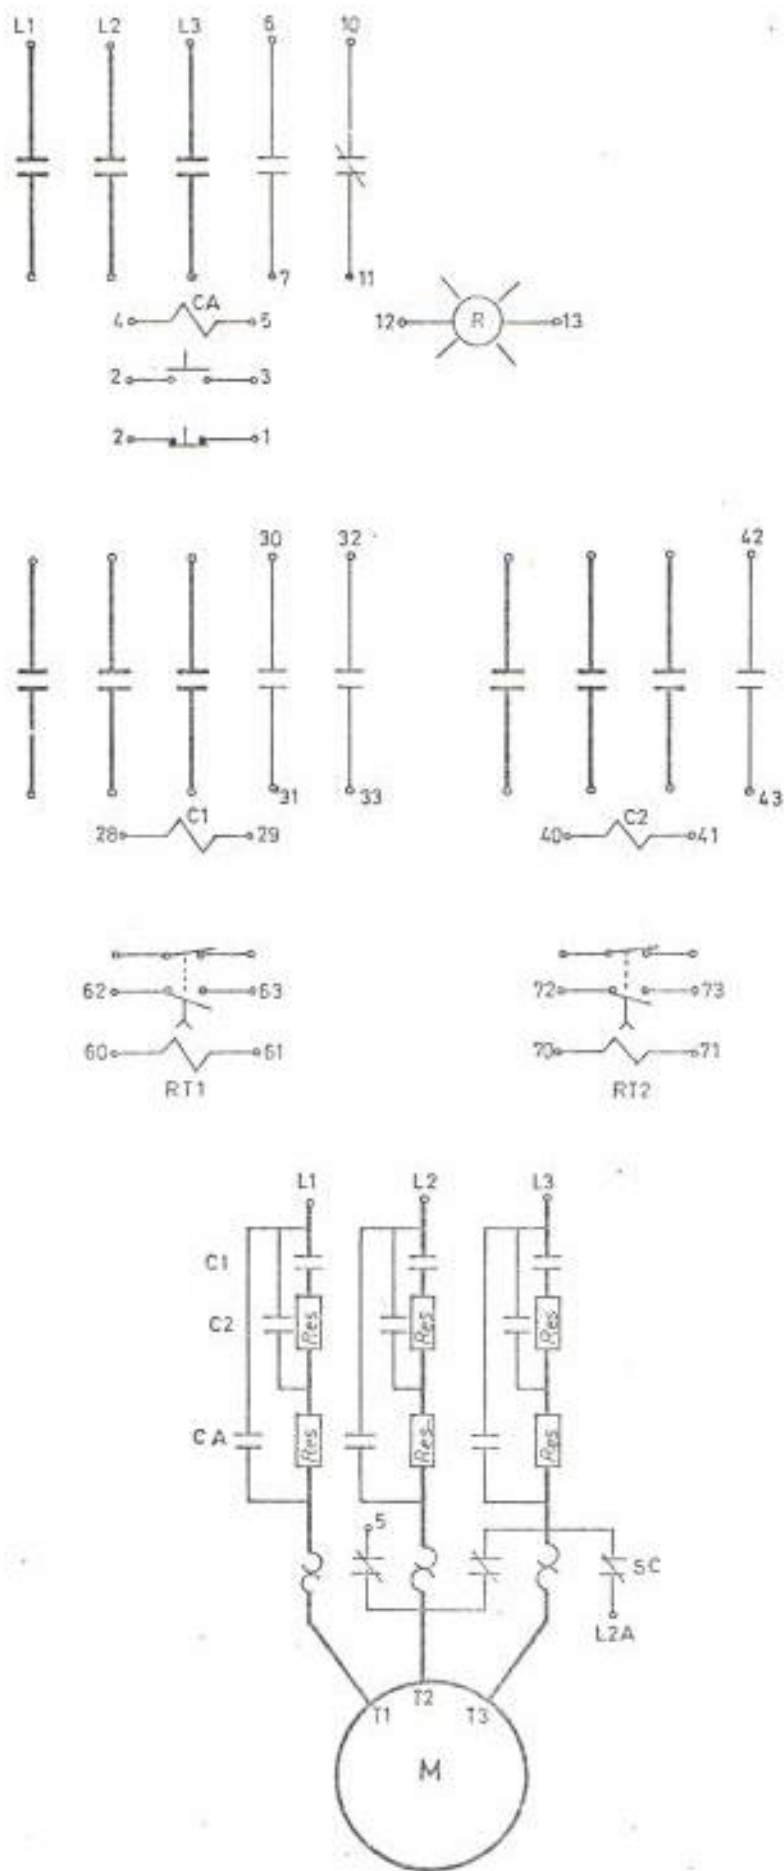 L1 L2 L3 6 10
7 11
CA
4 5 12 R 13
2 3
2 1
30 32 42
31 33 43
C1 C2
28 29 40 41
62 63 72 73
60 61 70 71
RT1 RT2
L1 L2 L3
C1
C2 Res Res Res
CA Res Res Res
5
SC
L2A
T1 T2 T3
M